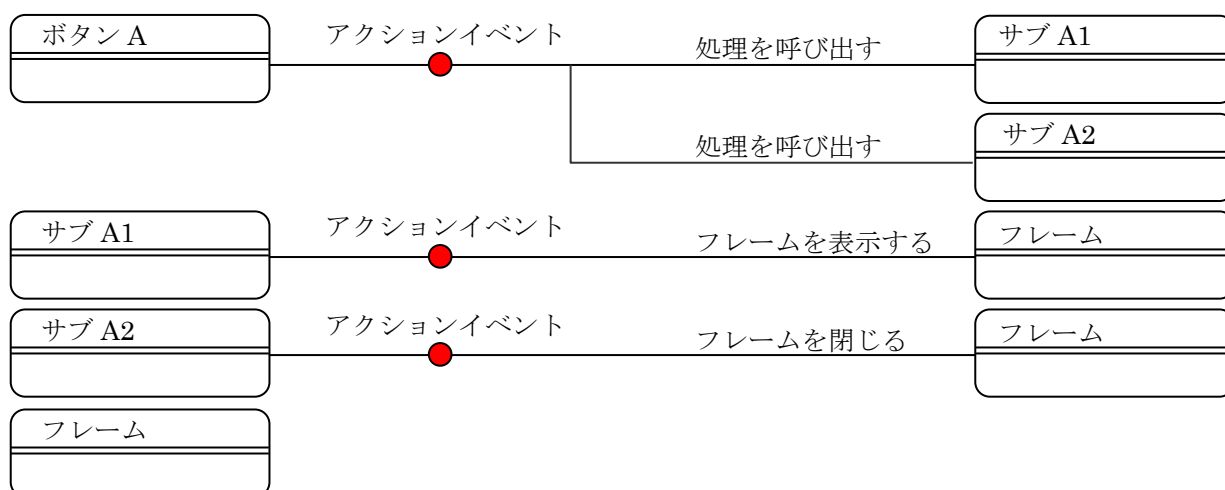 ボタン A
アクションイベント
処理を呼び出す
サブ A1
処理を呼び出す
サブ A2
サブ A1
アクションイベント
フレームを表示する
フレーム
サブ A2
アクションイベント
フレームを閉じる
フレーム
フレーム